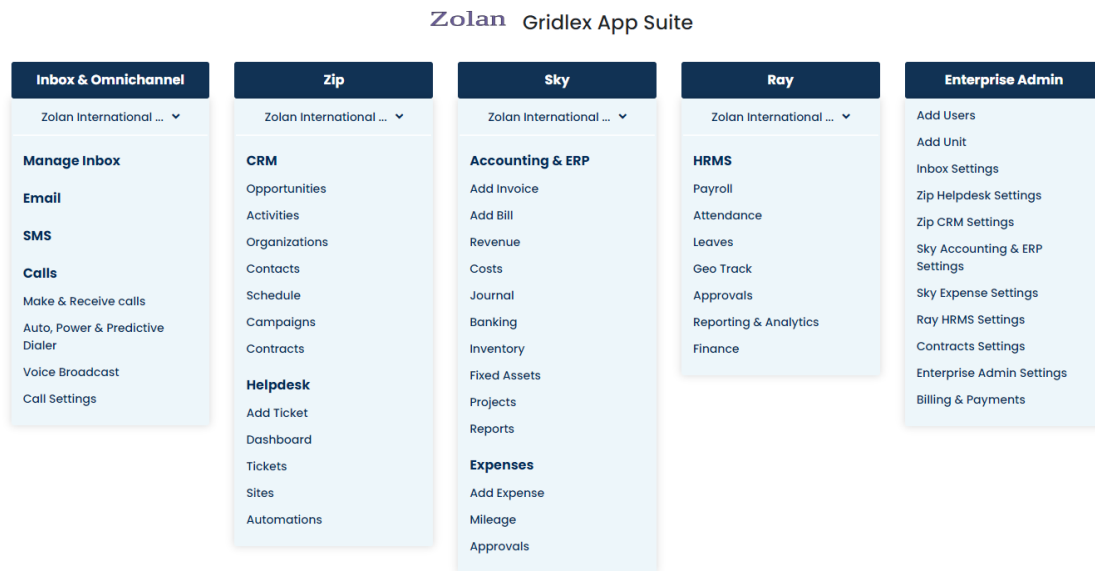 Zolan Gridlex App Suite
Inbox & Omnichannel
Zolan International ...
Manage Inbox
Email
SMS
Calls
Make & Receive calls
Auto, Power & Predictive
Dialer
Voice Broadcast
Call Settings
Zip
Zolan International ...
CRM
Opportunities
Activities
Organizations
Contacts
Schedule
Campaigns
Contracts
Helpdesk
Add Ticket
Dashboard
Tickets
Sites
Automations
Sky
Zolan International ...
Accounting & ERP
Add Invoice
Add Bill
Revenue
Costs
Journal
Banking
Inventory
Fixed Assets
Projects
Reports
Expenses
Add Expense
Mileage
Approvals
Ray
Zolan International ...
HRMS
Payroll
Attendance
Leaves
Geo Track
Approvals
Reporting & Analytics
Finance
Enterprise Admin
Add Users
Add Unit
Inbox Settings
Zip Helpdesk Settings
Zip CRM Settings
Sky Accounting & ERP
Settings
Sky Expense Settings
Ray HRMS Settings
Contracts Settings
Enterprise Admin Settings
Billing & Payments